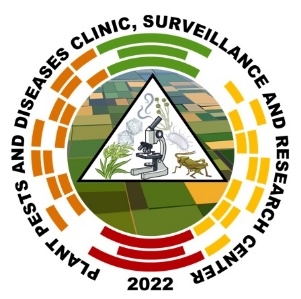 PLANT PESTS AND DISEASES CLINIC, SURVEILLANCE AND RESEARCH CENTER
2022